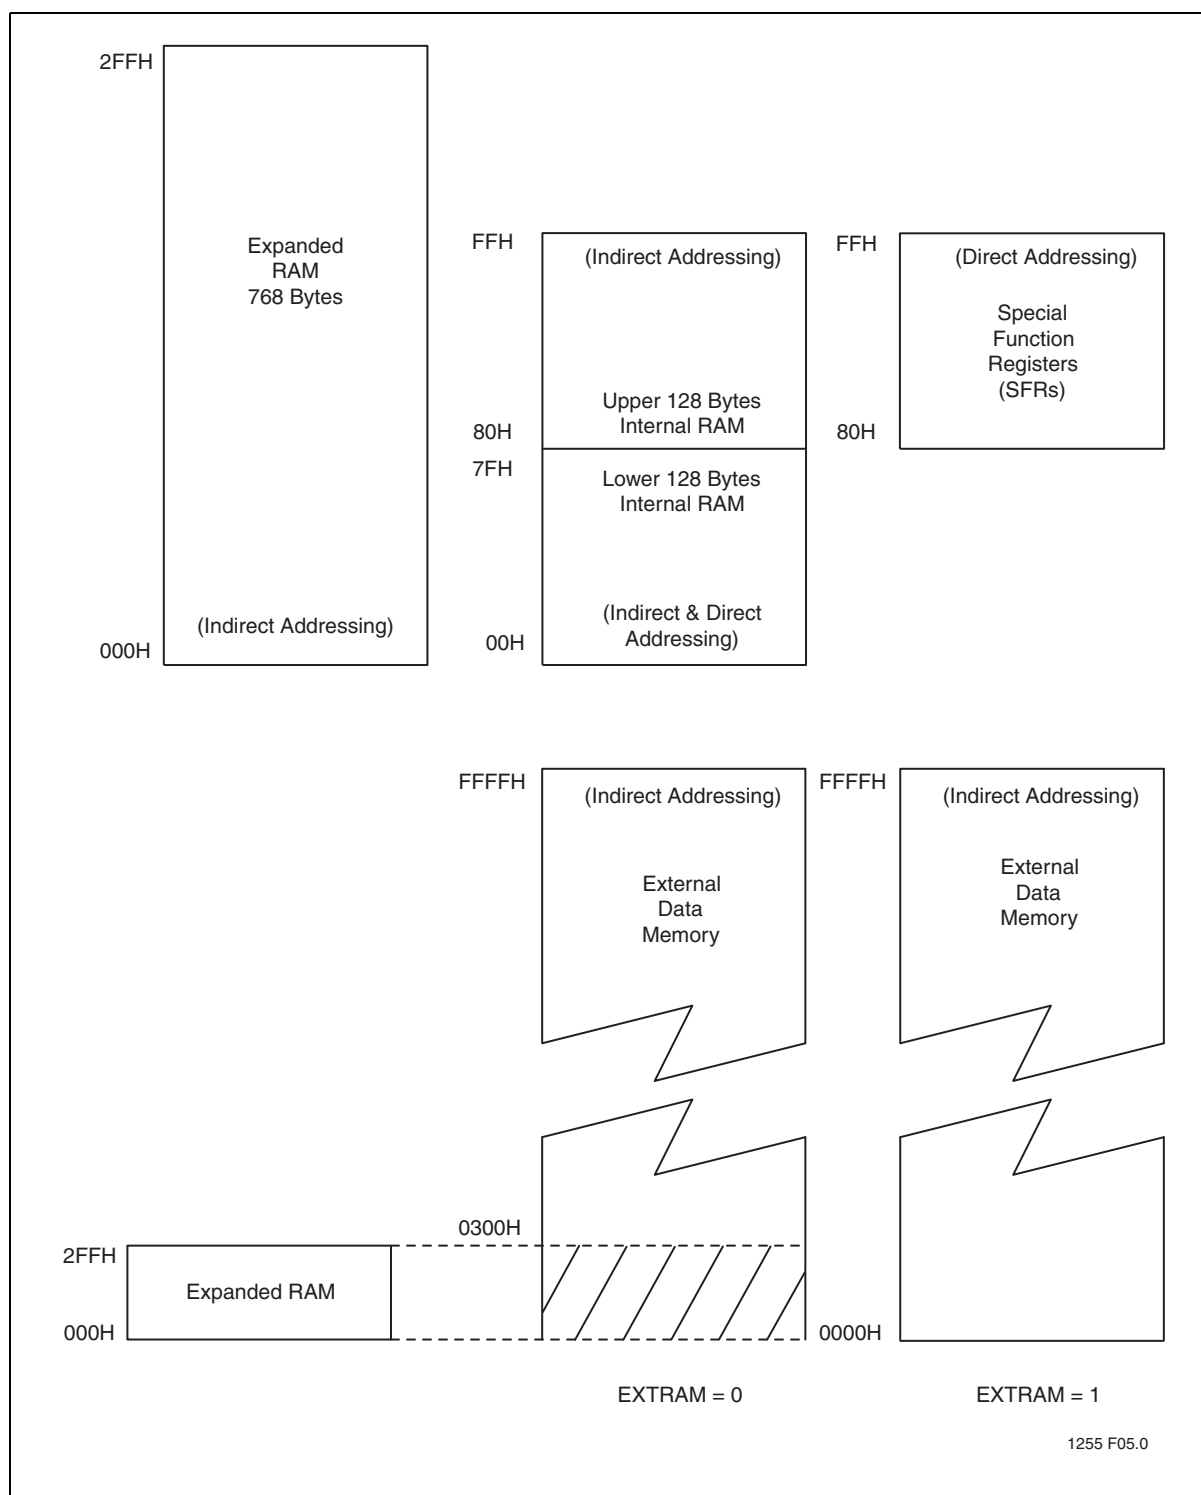 2FFH
Expanded
RAM
768 Bytes
(Indirect Addressing)
000H
FFH
(Indirect Addressing)
Upper 128 Bytes
Internal RAM
80H
7FH
Lower 128 Bytes
Internal RAM
(Indirect & Direct
Addressing)
00H
FFH
(Direct Addressing)
Special
Function
Registers
(SFRs)
80H
FFFFH
(Indirect Addressing)
External
Data
Memory
FFFFH
(Indirect Addressing)
External
Data
Memory
0300H
2FFH
Expanded RAM
000H
0000H
EXTRAM = 0
EXTRAM = 1
1255 F05.0